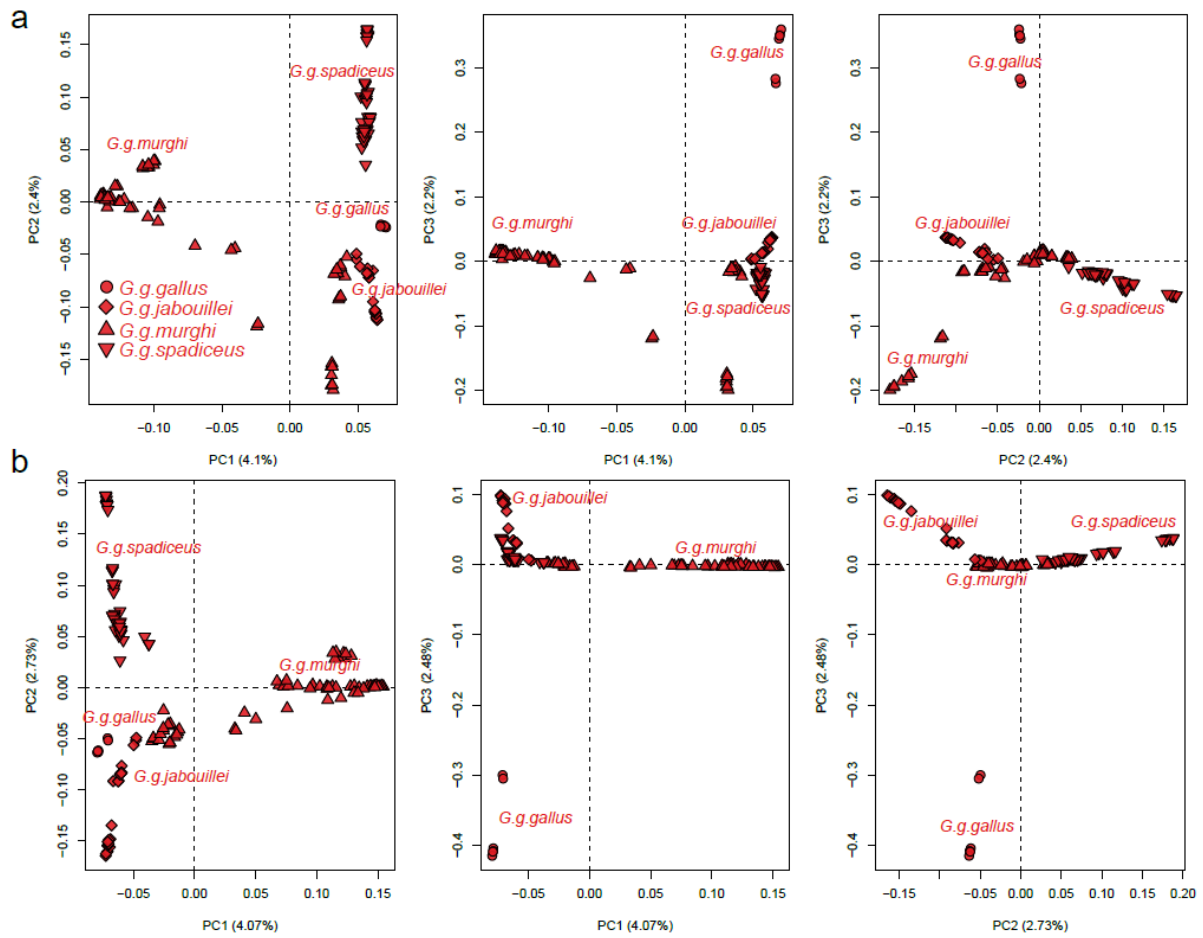 a
PC2 (2.4%)
0.15
0.10
0.05
0.00
−0.05
−0.10
−0.15
G.g.spadiceus
G.g.murghi
G.g.gallus
G.g.jabouillei
G.g.gallus
G.g.jabouillei
G.g.murghi
G.g.spadiceus
−0.10 −0.05 0.00 0.05
PC1 (4.1%)
PC3 (2.2%)
0.3
0.2
0.1
0.0
−0.1
−0.2
G.g.gallus
G.g.murghi
G.g.jabouillei
G.g.spadiceus
−0.10 −0.05 0.00 0.05
PC1 (4.1%)
PC3 (2.2%)
0.3
0.2
0.1
0.0
−0.1
−0.2
G.g.gallus
G.g.jabouillei
G.g.spadiceus
G.g.murghi
−0.15 −0.10 −0.05 0.00 0.05 0.10 0.15
PC2 (2.4%)
b
PC2 (2.73%)
0.20
0.15
0.10
0.05
0.00
−0.05
−0.10
−0.15
G.g.spadiceus
G.g.murghi
G.g.gallus
G.g.jabouillei
−0.05 0.00 0.05 0.10 0.15
PC1 (4.07%)
PC3 (2.48%)
0.1
0.0
−0.1
−0.2
−0.3
−0.4
G.g.jabouillei
G.g.murghi
G.g.gallus
−0.05 0.00 0.05 0.10 0.15
PC1 (4.07%)
PC3 (2.48%)
0.1
0.0
−0.1
−0.2
−0.3
−0.4
G.g.jabouillei
G.g.spadiceus
G.g.murghi
G.g.gallus
−0.15 −0.05 0.00 0.05 0.10 0.15 0.20
PC2 (2.73%)